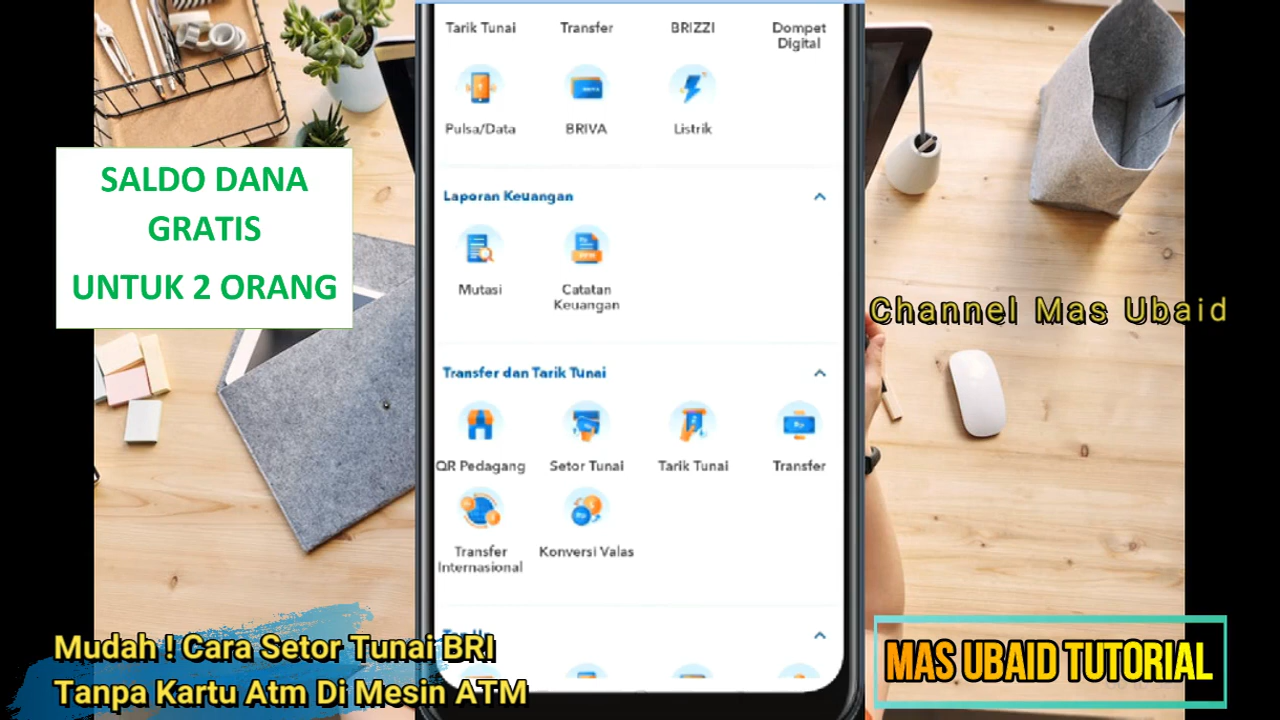 Tarik Tunai
Transfer
BRIZZI
Dompet
Digital
Pulsa/Data
BRIVA
Listrik
SALDO DANA
GRATIS
UNTUK 2 ORANG
Laporan Keuangan
Mutasi
Catatan
Keuangan
Channel Mas Ubaid
Transfer dan Tarik Tunai
QR Pedagang
Setor Tunai
Tarik Tunai
Transfer
Transfer
Internasional
Konversi Valas
Mudah ! Cara Setor Tunai BRI
Tanpa Kartu Atm Di Mesin ATM
MAS UBAID TUTORIAL